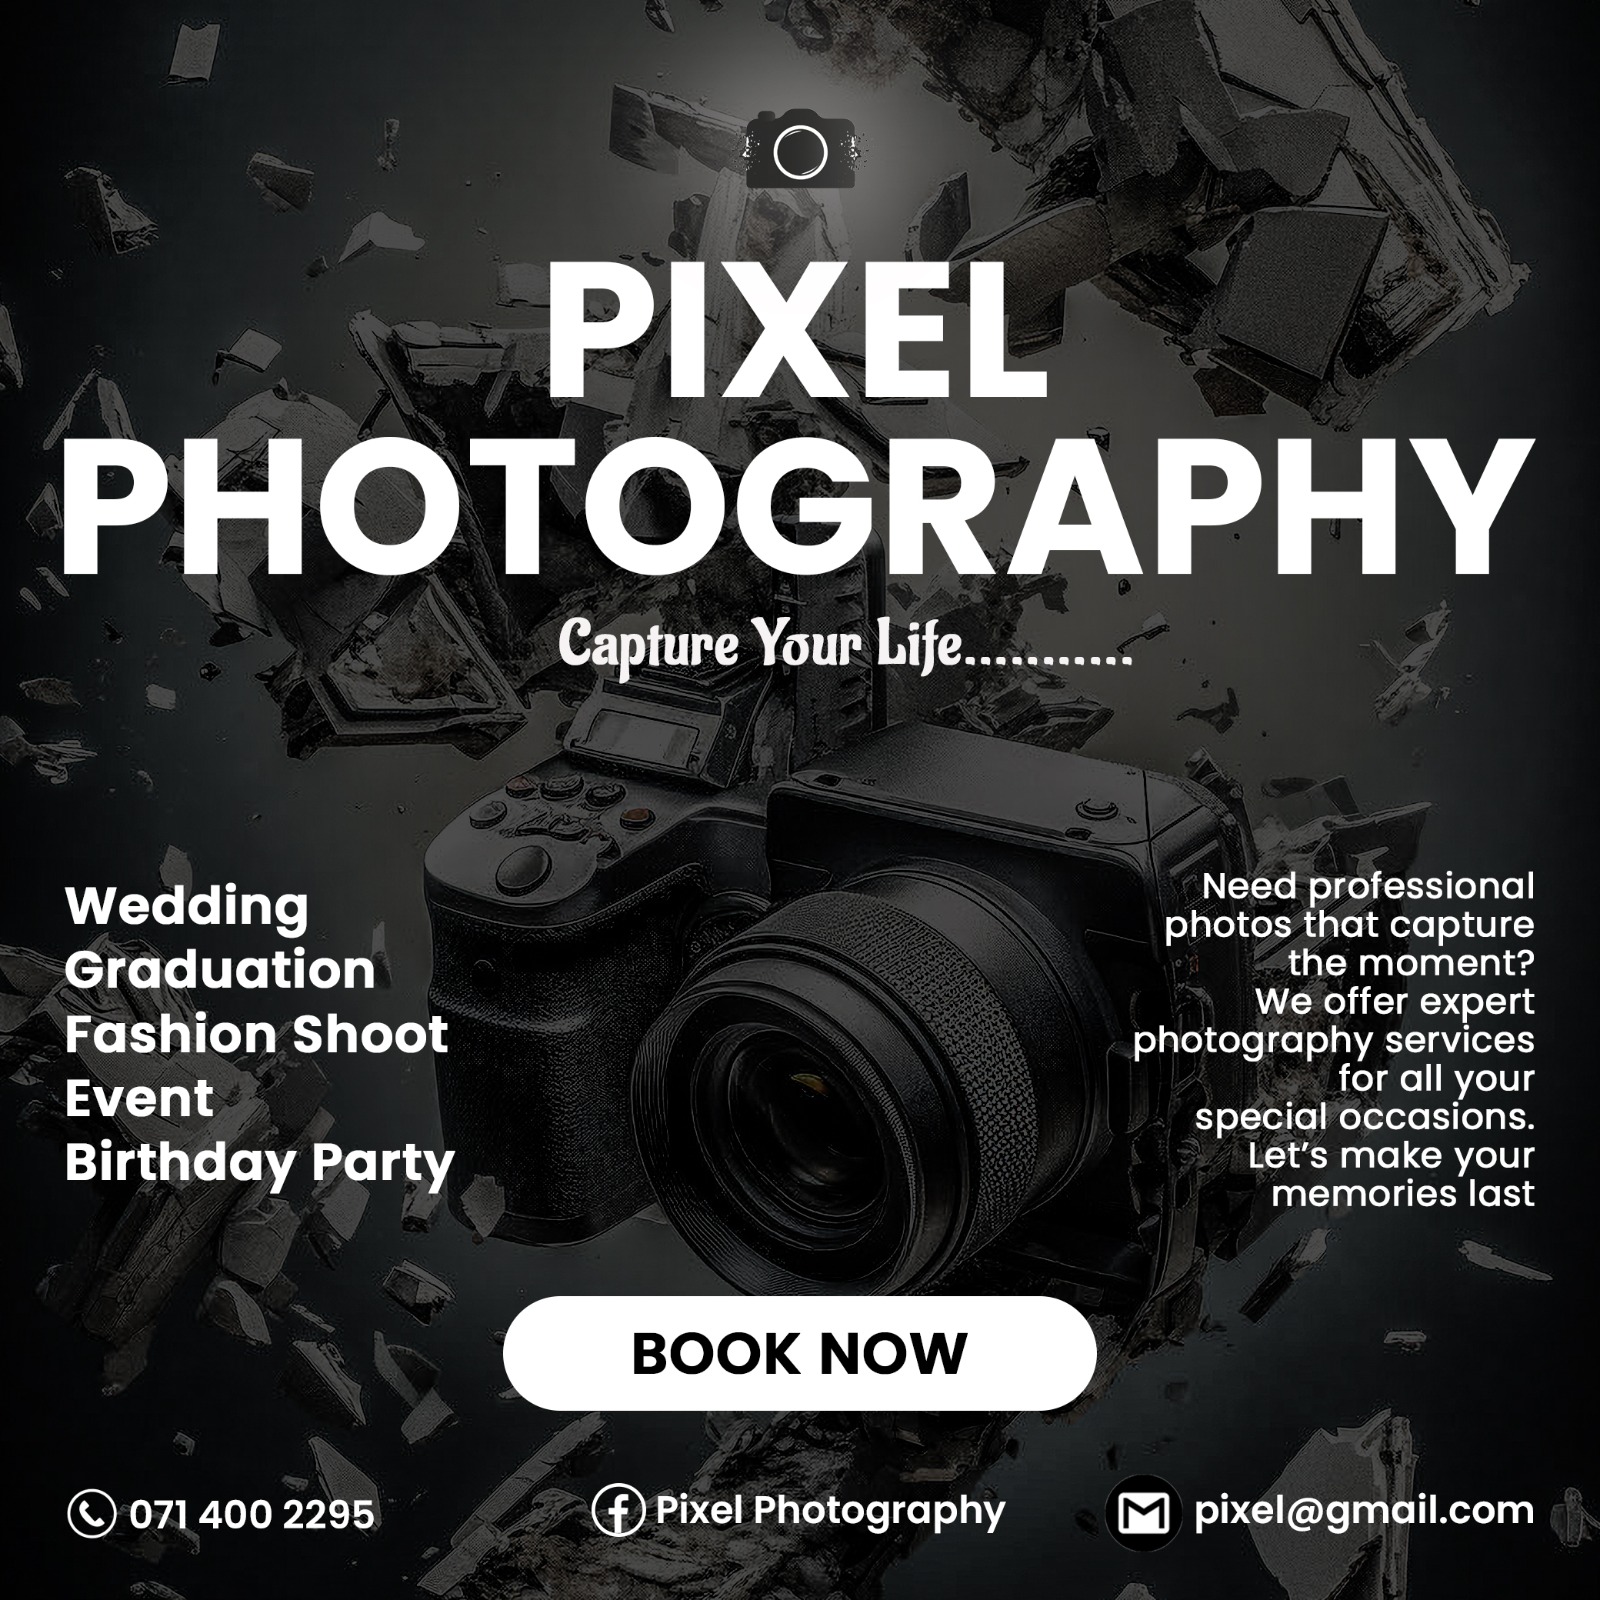 PIXEL
PHOTOGRAPHY
Capture Your Life...........
Wedding
Graduation
Fashion Shoot
Event
Birthday Party
Need professional
photos that capture
the moment?
We offer expert
photography services
for all your
special occasions.
Let’s make your
memories last
BOOK NOW
071 400 2295
Pixel Photography
pixel@gmail.com